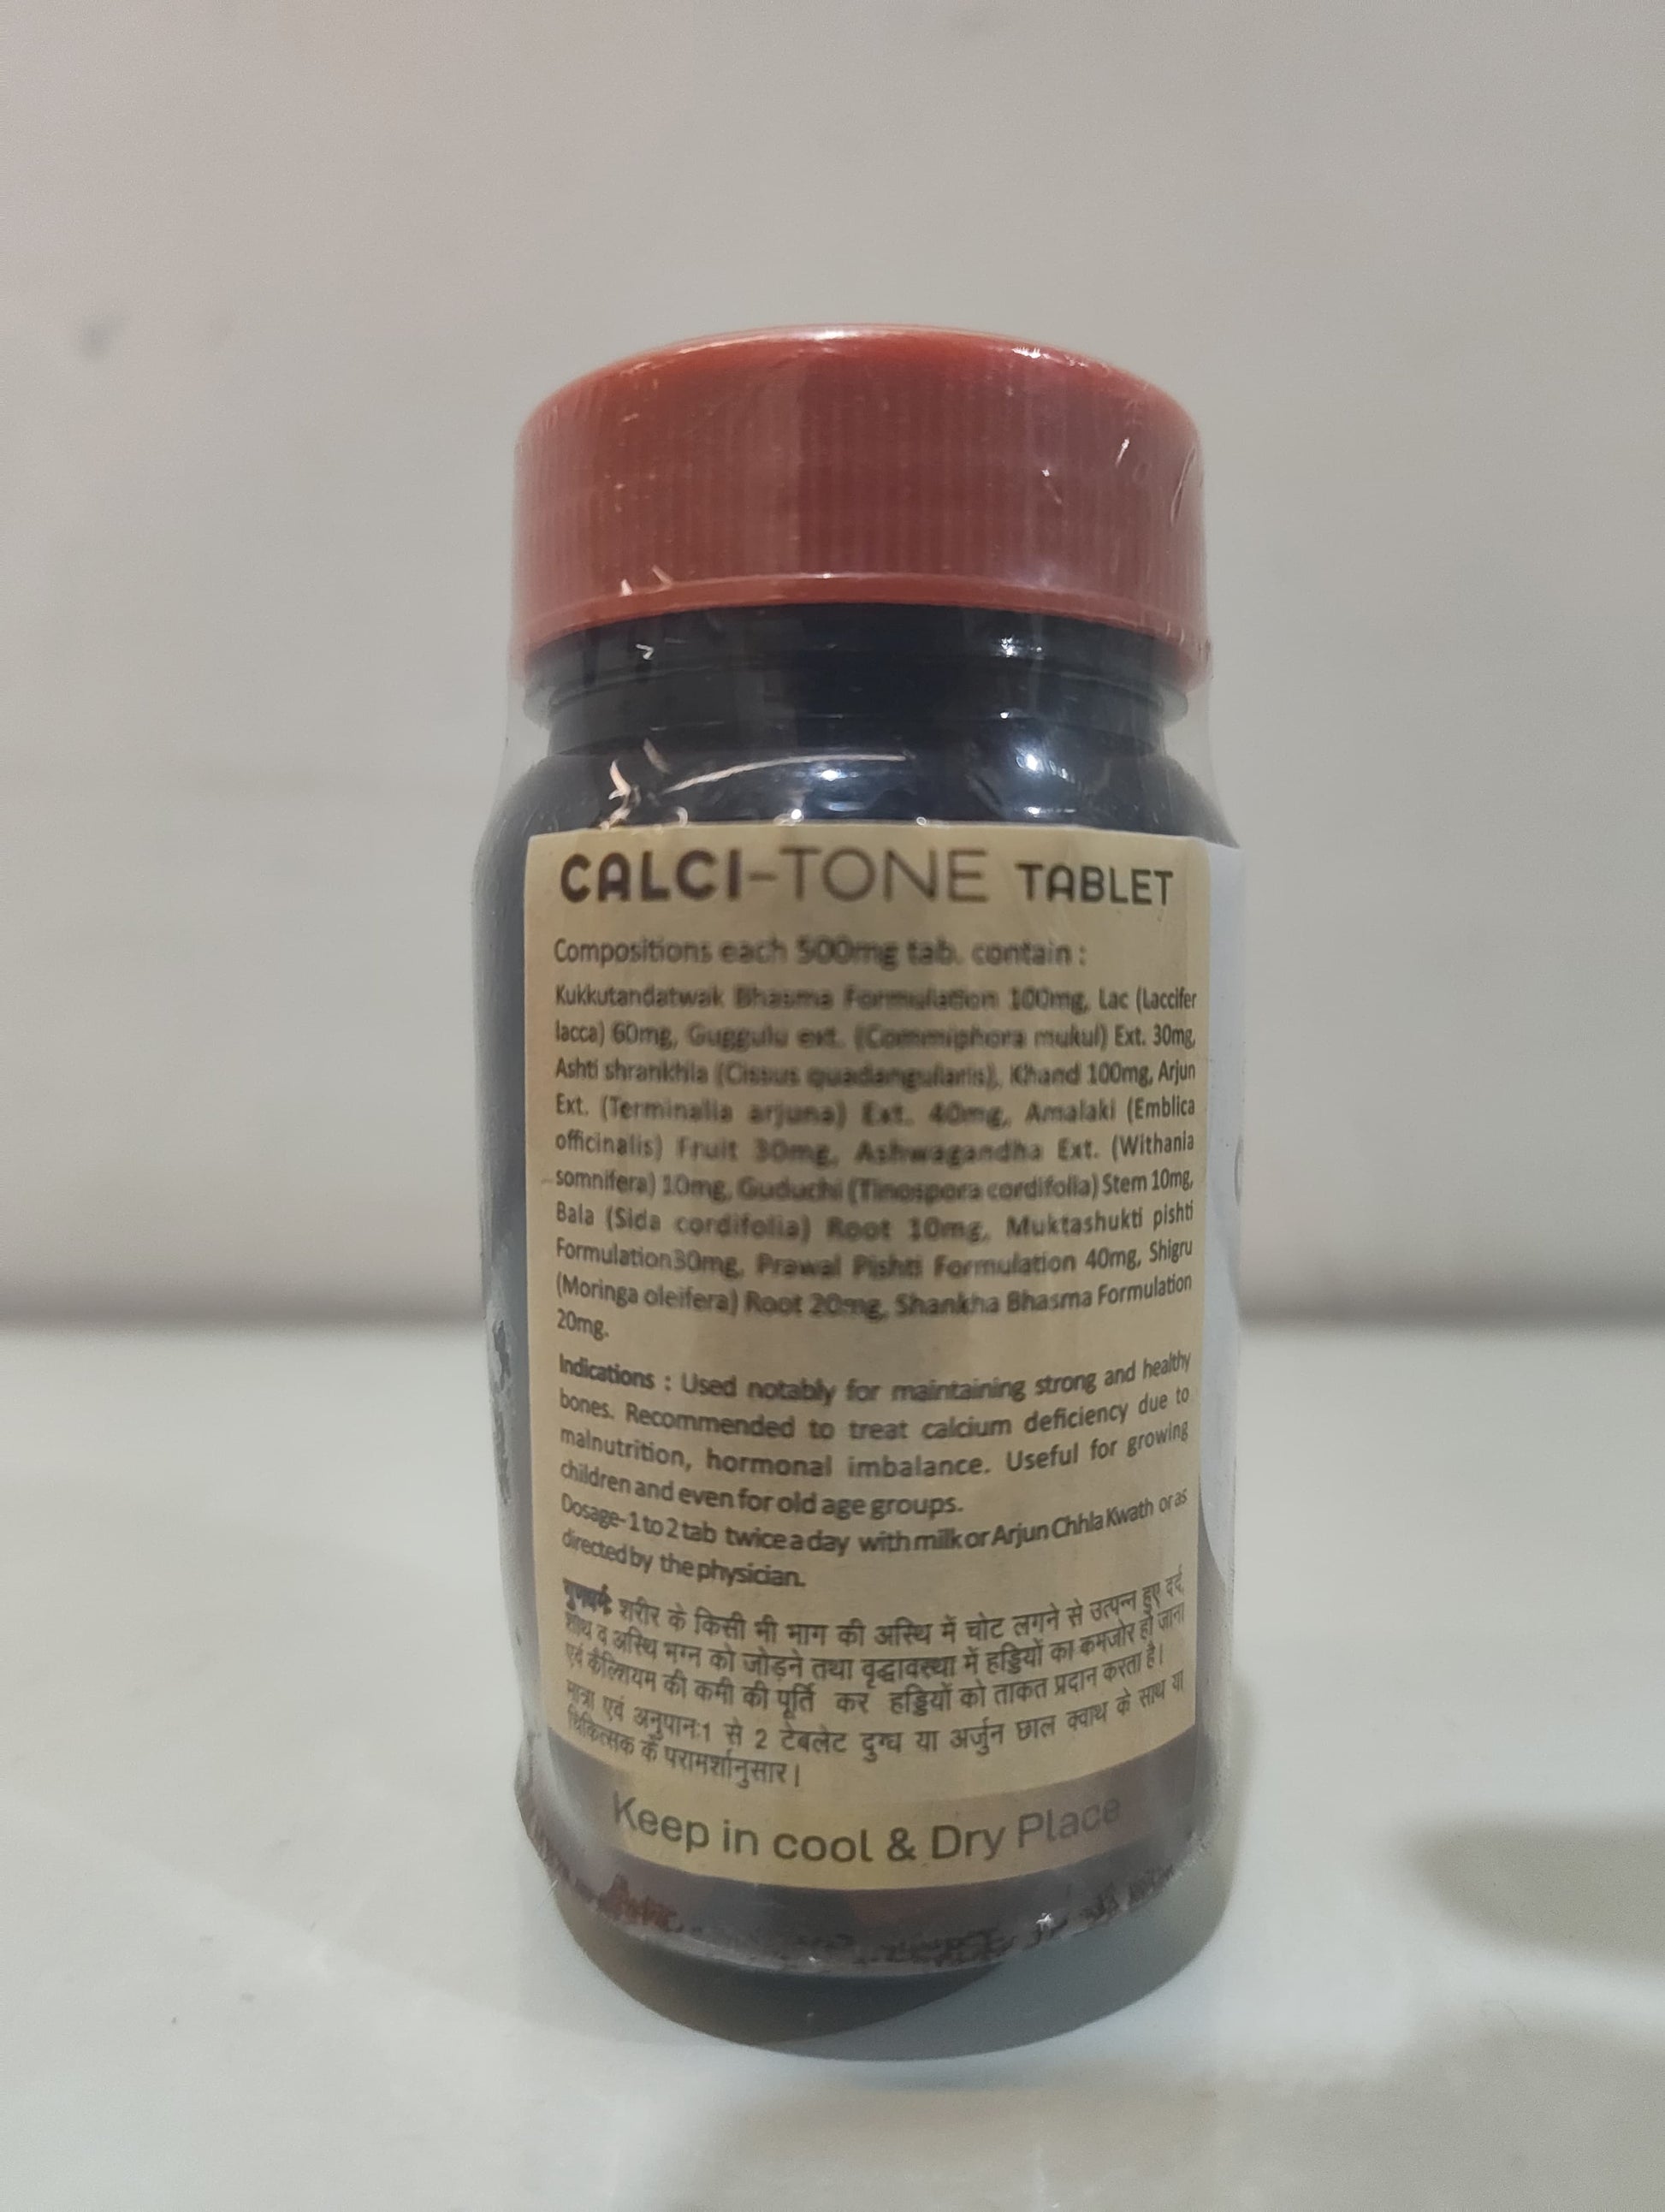 CALCI-TONE TABLET
Compositions each 500mg tab. contain :
Kukkutandatwak Bhasma Formulation 100mg, Lac (Laccifer
lacca) 60mg, Guggulu ext. (Commiphora mukul) Ext. 30mg,
Ashti shrankhla (Cissus quadangularis), Khand 100mg, Arjun
Ext. (Terminalia arjuna) Ext. 40mg, Amalaki (Emblica
officinalis) Fruit 30mg, Ashwagandha Ext. (Withania
somnifera) 10mg, Guduchi (Tinospora cordifolia) Stem 10mg,
Bala (Sida cordifolia) Root 10mg, Muktashukti pishti
Formulation30mg, Prawal Pishti Formulation 40mg, Shigru
(Moringa oleifera) Root 20mg, Shankha Bhasma Formulation
20mg.
Indications : Used notably for maintaining strong and healthy
bones. Recommended to treat calcium deficiency due to
malnutrition, hormonal imbalance. Useful for growing
children and even for old age groups.
Dosage-1 to 2 tab twice a day with milk or Arjun Chhla Kwath or as
directed by the physician.
गुणधर्म: शरीर के किसी भी भाग की अस्थि में चोट लगने से उत्पन्न हुए दर्द,
शोथ व अस्थि भग्न को जोड़ने तथा वृद्धावस्था में हड्डियों का कमजोर हो जाना
एवं कैल्शियम की कमी की पूर्ति कर हड्डियों को ताकत प्रदान करता है।
मात्रा एवं अनुपान:1 से 2 टेबलेट दुग्ध या अर्जुन छाल क्वाथ के साथ या
चिकित्सक के परामर्शानुसार।
Keep in cool & Dry Place